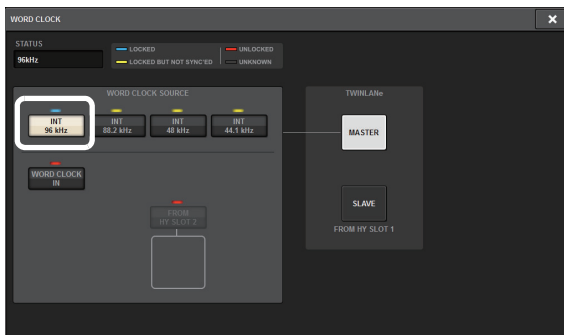 WORD CLOCK
STATUS
96kHz
LOCKED
UNLOCKED
LOCKED BUT NOT SYNC'ED
UNKNOWN
WORD CLOCK SOURCE
INT
96 kHz
INT
88.2 kHz
INT
48 kHz
INT
44.1 kHz
WORD CLOCK
IN
FROM
HY SLOT 2
TWINLANe
MASTER
SLAVE
FROM HY SLOT 1